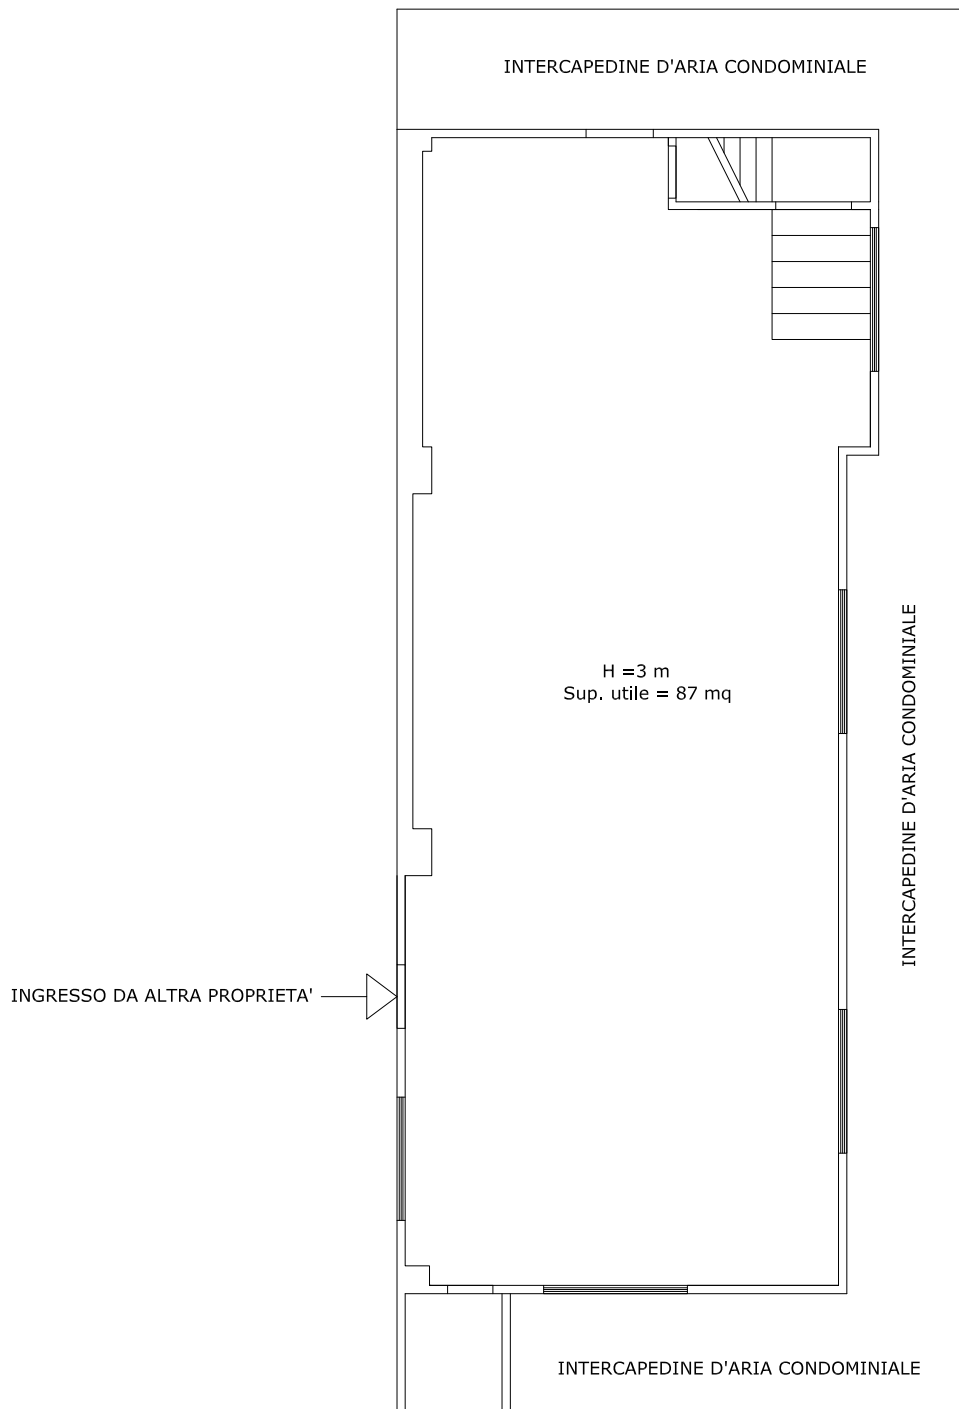 INTERCAPEDINE D'ARIA CONDOMINIALE
H =3 m
Sup. utile = 87 mq
INTERCAPEDINE D'ARIA CONDOMINIALE
INGRESSO DA ALTRA PROPRIETA'
INTERCAPEDINE D'ARIA CONDOMINIALE